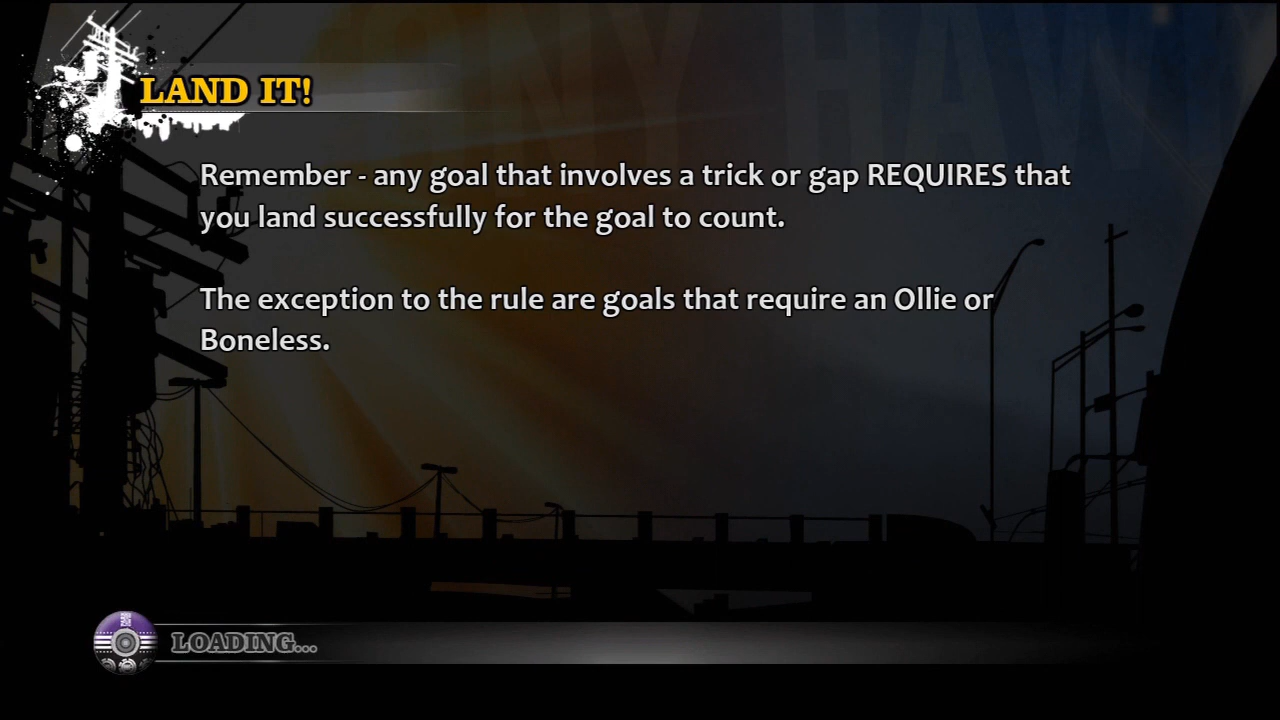 LAND IT!
Remember - any goal that involves a trick or gap REQUIRES that
you land successfully for the goal to count.
The exception to the rule are goals that require an Ollie or
Boneless.
LOADING...